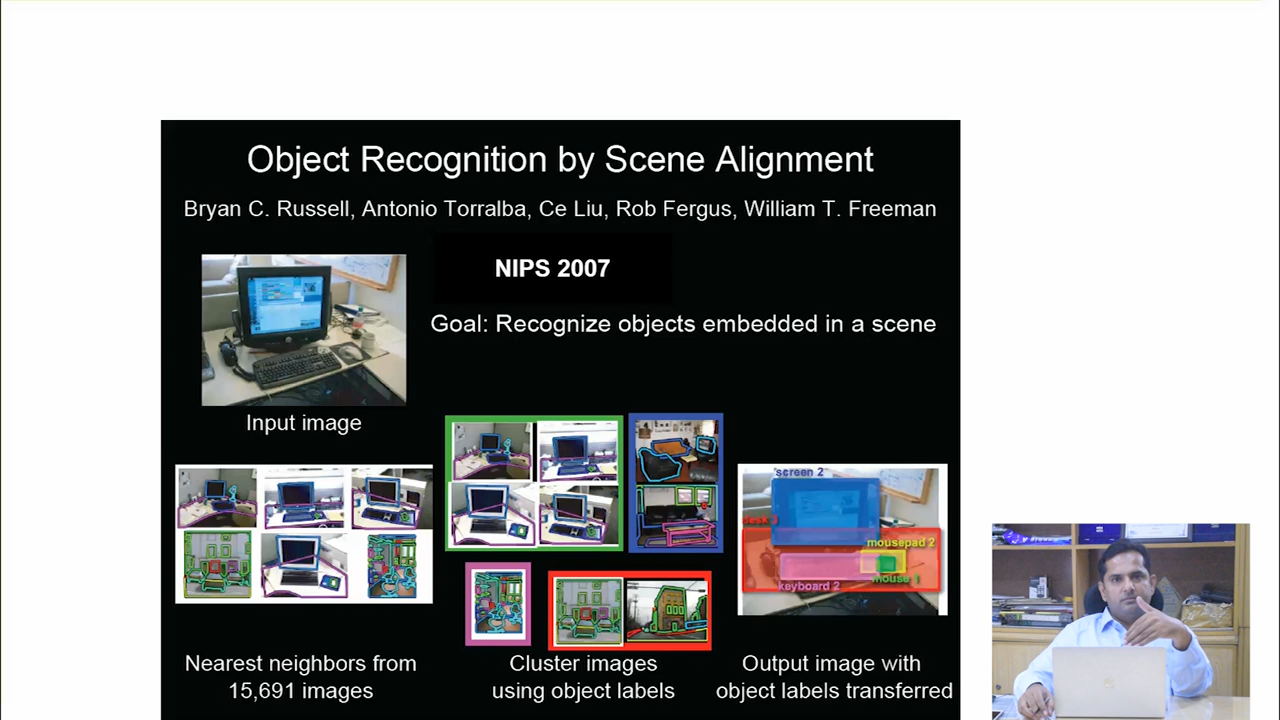 Object Recognition by Scene Alignment
Bryan C. Russell, Antonio Torralba, Ce Liu, Rob Fergus, William T. Freeman
NIPS 2007
Goal: Recognize objects embedded in a scene
Input image
'screen 2'
desk 3
mousepad 2
mouse 1
keyboard 2
Nearest neighbors from
15,691 images
Cluster images
using object labels
Output image with
object labels transferred